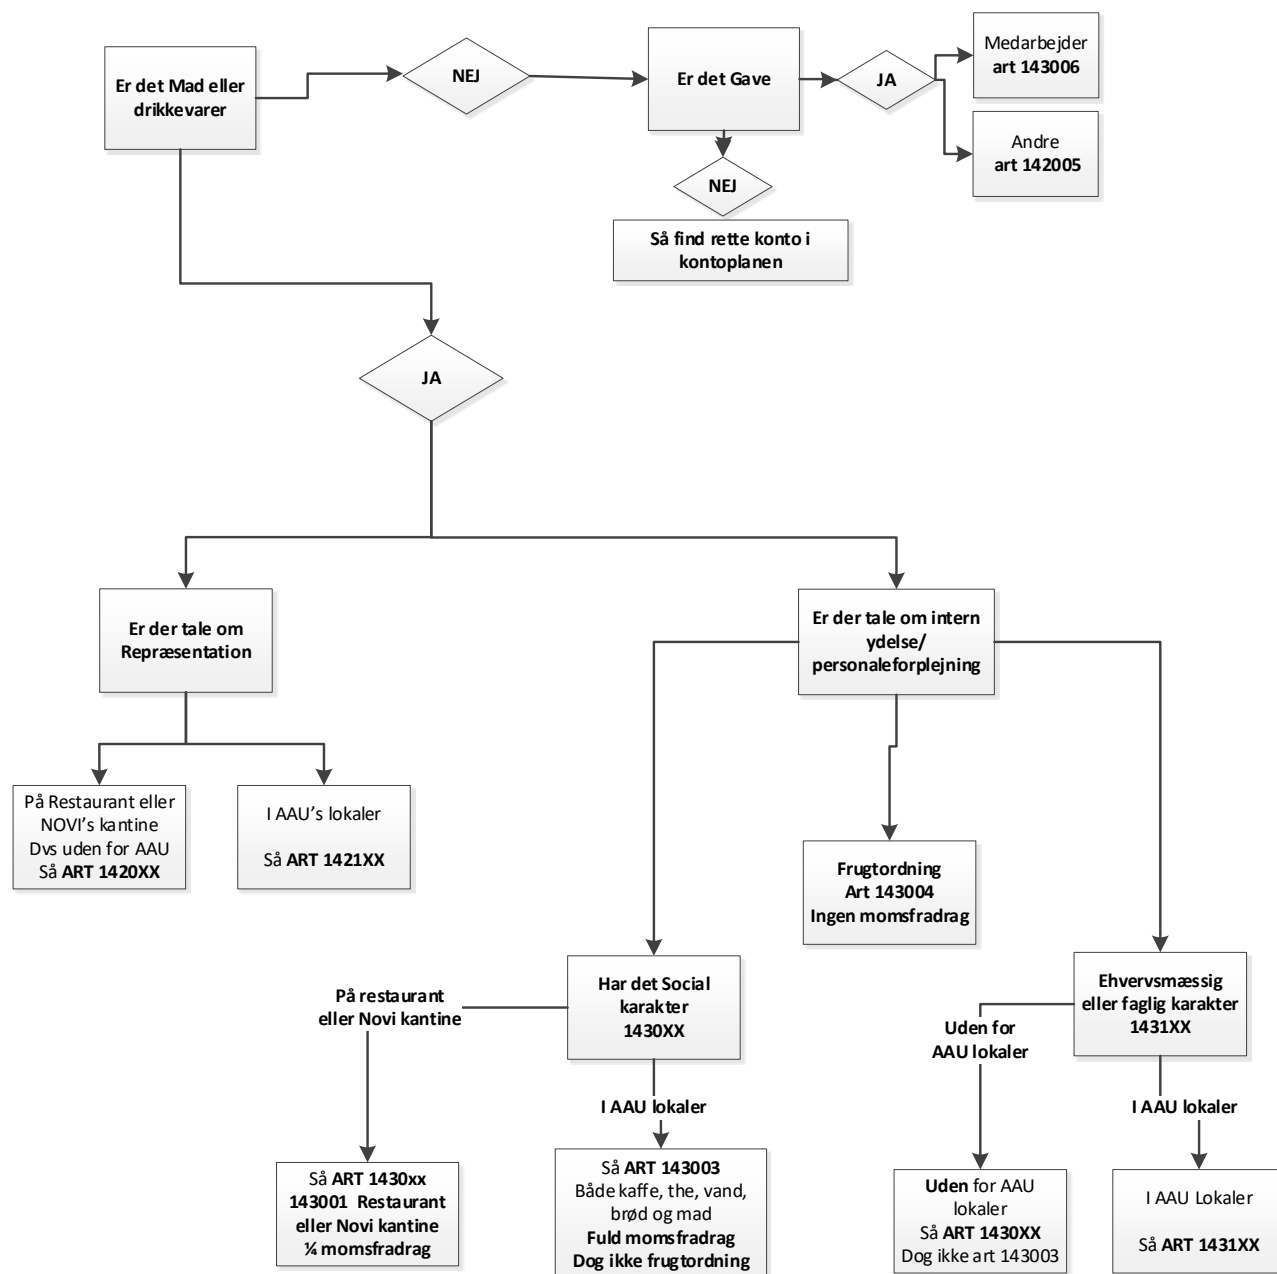 Er det Mad eller
drikkevarer
NEJ
Er det Gave
JA
Medarbejder
art 143006
Andre
art 142005
NEJ
Så find rette konto i
kontoplanen
JA
Er der tale om
Repræsentation
Er der tale om intern
ydelse/
personaleforplejning
På Restaurant eller
NOVI's kantine
Dvs uden for AAU
Så ART 1420XX
I AAU's lokaler
Så ART 1421XX
Frugtordning
Art 143004
Ingen momsfradrag
Har det Social
karakter
1430XX
På restaurant
eller Novi kantine
I AAU lokaler
Ehvervsmæssig
eller faglig karakter
1431XX
Uden for
AAU lokaler
I AAU lokaler
Så ART 1430xx
143001 Restaurant
eller Novi kantine
¼ momsfradrag
Så ART 143003
Både kaffe, the, vand,
brød og mad
Fuld momsfradrag
Dog ikke frugtordning
Uden for AAU
lokaler
Så ART 1430XX
Dog ikke art 143003
I AAU Lokaler
Så ART 1431XX